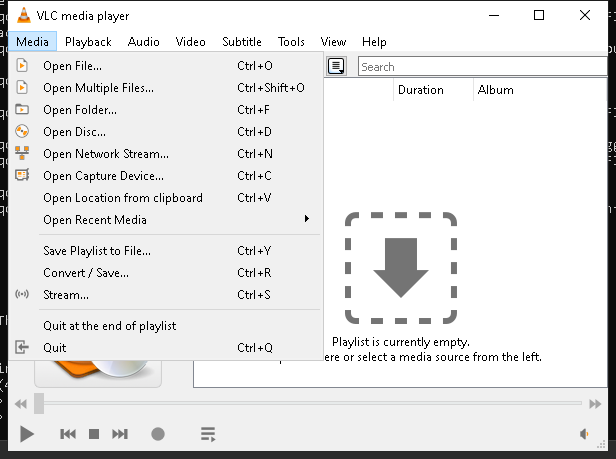 VLC media player
Media Playback Audio Video Subtitle Tools View Help
Open File... Ctrl+O
Open Multiple Files... Ctrl+Shift+O
Search
Open Folder... Ctrl+F
Duration Album
Open Disc... Ctrl+D
Open Network Stream... Ctrl+N
Open Capture Device... Ctrl+C
Open Location from clipboard Ctrl+V
Open Recent Media
Save Playlist to File... Ctrl+Y
Convert / Save... Ctrl+R
Stream... Ctrl+S
Quit at the end of playlist
Quit Ctrl+Q
Playlist is currently empty.
ere or select a media source from the left.